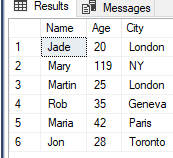 Results Messages
Name Age City
1 Jade 20 London
2 Mary 119 NY
3 Martin 25 London
4 Rob 35 Geneva
5 Maria 42 Paris
6 Jon 28 Toronto